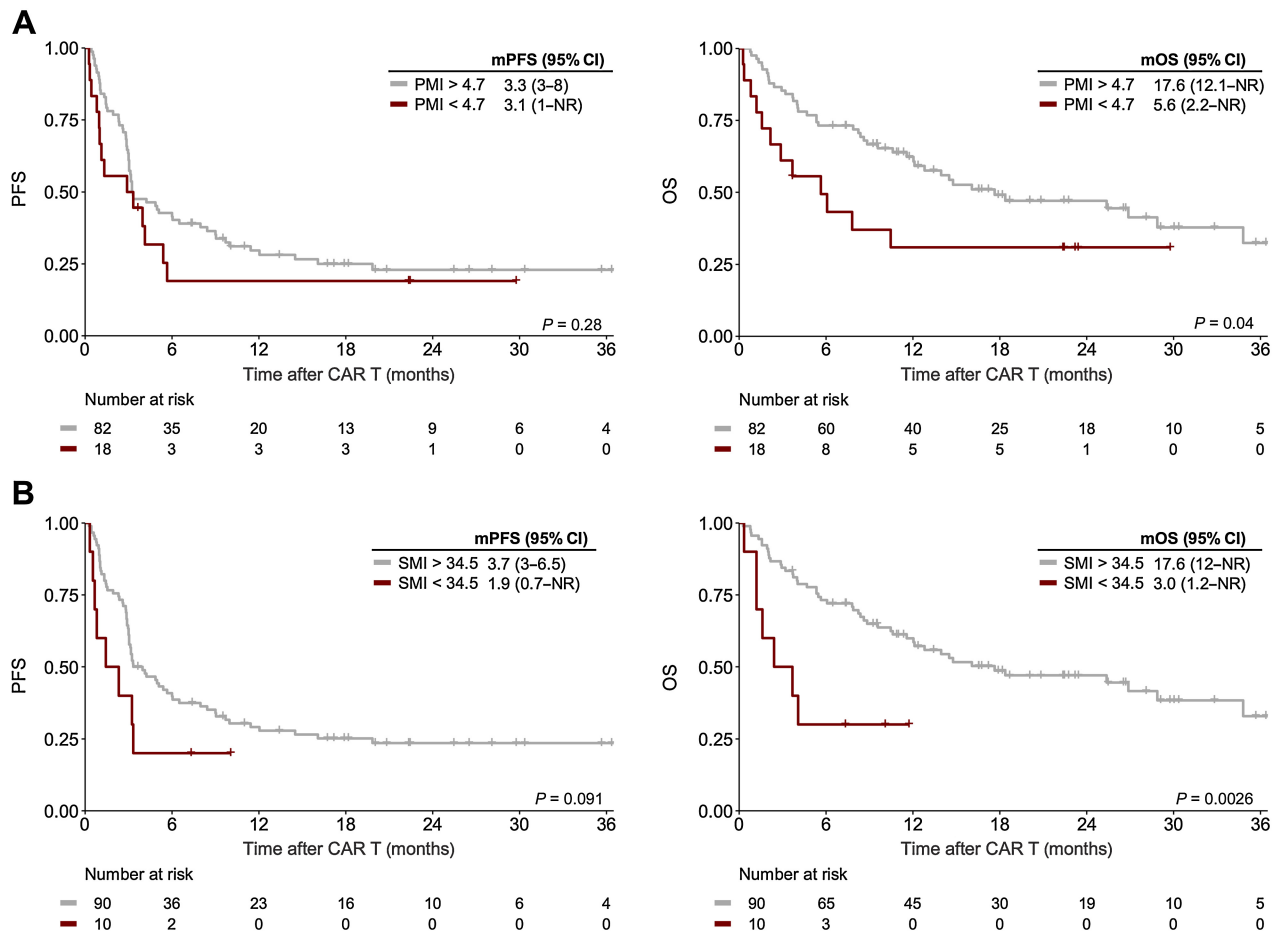 A
mPFS (95% CI)
PMI > 4.7 3.3 (3–8)
PMI < 4.7 3.1 (1–NR)
1.00
0.75
0.50
0.25
0.00
PFS
P = 0.28
0 6 12 18 24 30 36
Time after CAR T (months)
Number at risk
82 35 20 13 9 6 4
18 3 3 3 1 0 0
mOS (95% CI)
PMI > 4.7 17.6 (12.1–NR)
PMI < 4.7 5.6 (2.2–NR)
1.00
0.75
0.50
0.25
0.00
OS
P = 0.04
0 6 12 18 24 30 36
Time after CAR T (months)
Number at risk
82 60 40 25 18 10 5
18 8 5 5 1 0 0
B
mPFS (95% CI)
SMI > 34.5 3.7 (3–6.5)
SMI < 34.5 1.9 (0.7–NR)
1.00
0.75
0.50
0.25
0.00
PFS
P = 0.091
0 6 12 18 24 30 36
Time after CAR T (months)
Number at risk
90 36 23 16 10 6 4
10 2 0 0 0 0 0
mOS (95% CI)
SMI > 34.5 17.6 (12–NR)
SMI < 34.5 3.0 (1.2–NR)
1.00
0.75
0.50
0.25
0.00
OS
P = 0.0026
0 6 12 18 24 30 36
Time after CAR T (months)
Number at risk
90 65 45 30 19 10 5
10 3 0 0 0 0 0